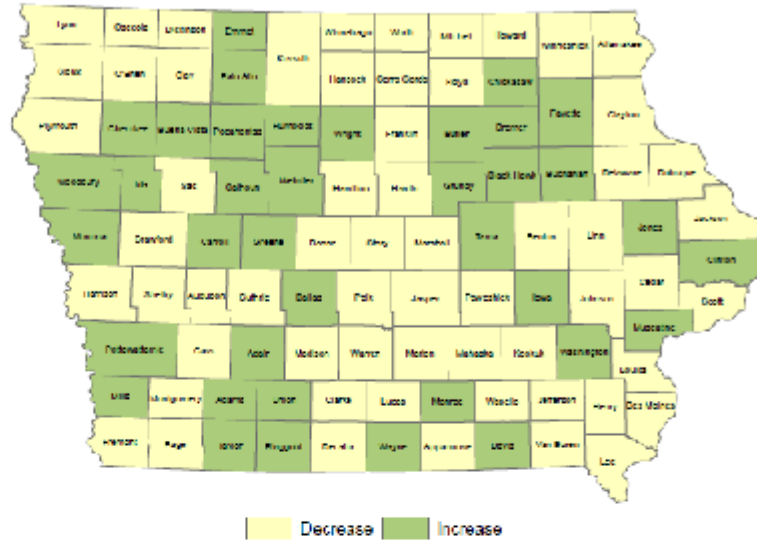 Lyon Osceola Dickinson Emmet Winnebago Worth Mitchell Howard Winneshiek Allamakee
Kossuth
Sioux Palo Alto Hancock Cerro Gordo Floyd Chickasaw
Plymouth Cherokee Buena Vista Pocahontas Humboldt Wright Franklin Butler Bremer Fayette Clayton
Woodbury Ida Sac Calhoun Webster Hamilton Hardin Grundy Black Hawk Buchanan Delaware Dubuque
Monona Crawford Carroll Greene Boone Story Marshall Tama Benton Linn Jones Jackson
Clinton
Harrison Shelby Audubon Guthrie Dallas Polk Jasper Poweshiek Iowa Johnson Cedar Scott
Muscatine
Pottawattamie Cass Adair Madison Warren Marion Mahaska Keokuk Washington
Louisa
Mills Montgomery Adams Union Clarke Lucas Monroe Wapello Jefferson Henry Des Moines
Fremont Page Taylor Ringgold Decatur Wayne Appanoose Davis Van Buren
Lee
Decrease Increase